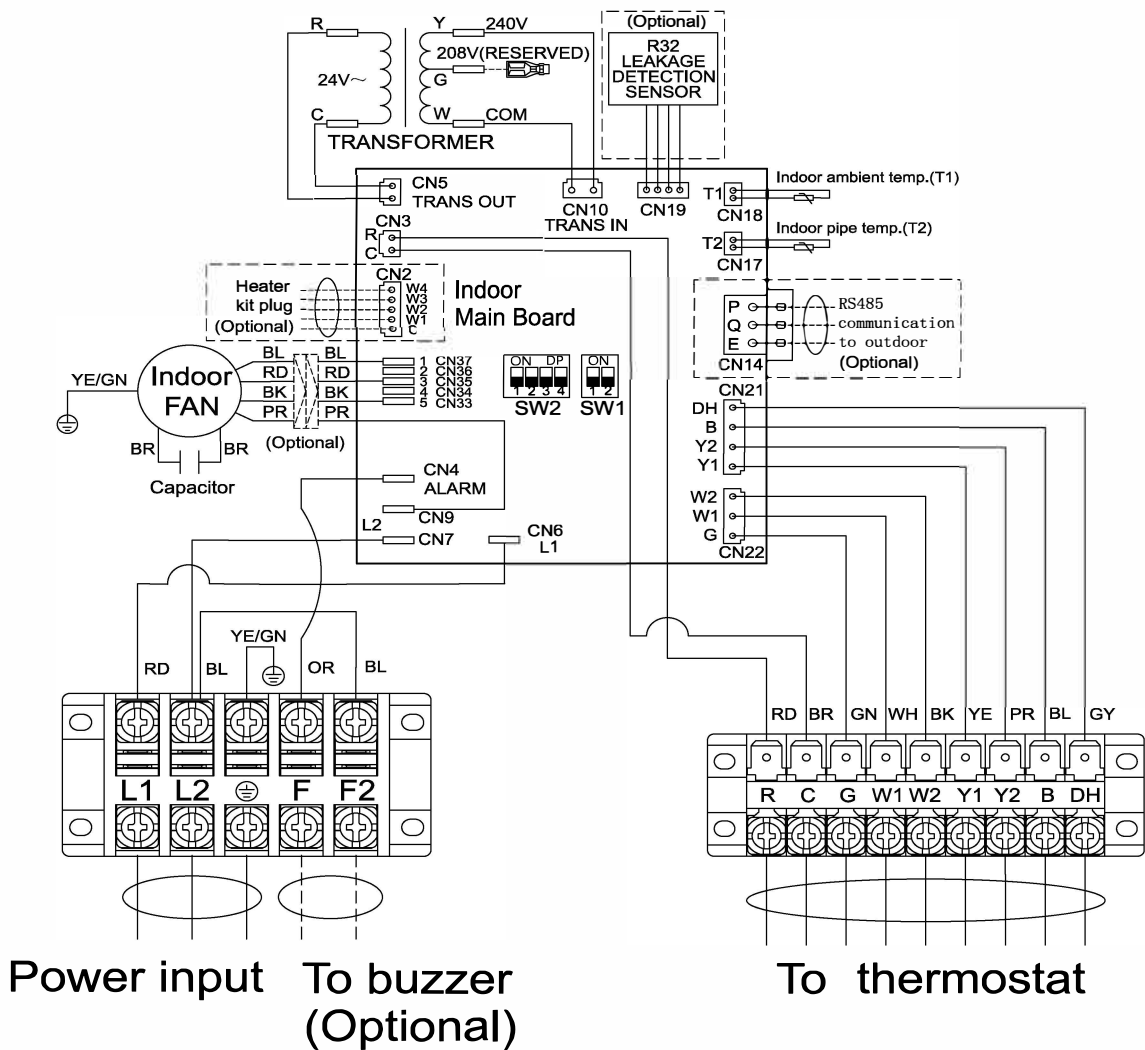 R
24V～
C
Y 240V
208V(RESERVED)
G
W COM
TRANSFORMER
(Optional)
R32
LEAKAGE
DETECTION
SENSOR
CN5
TRANS OUT
CN10
TRANS IN
CN19
T1
CN18
Indoor ambient temp.(T1)
T2
CN17
Indoor pipe temp.(T2)
CN3
R
C
CN2
W4
W3
W2
W1
C
Heater
kit plug
(Optional)
Indoor
Main Board
P
Q
E
CN14
RS485
communication
to outdoor
(Optional)
YE/GN
Indoor
FAN
BL BL
RD RD
BK BK
PR PR
(Optional)
1 CN37
2 CN36
3 CN35
4 CN34
5 CN33
BR BR
Capacitor
ON DP
1 2 3 4
SW2
ON
1 2
SW1
CN21
DH
B
Y2
Y1
W2
W1
G
CN22
CN4
ALARM
CN9
L2
CN7
CN6
L1
YE/GN
RD BL OR BL
L1 L2 F F2
Power input
To buzzer
(Optional)
RD BR GN WH BK YE PR BL GY
R C G W1 W2 Y1 Y2 B DH
To thermostat